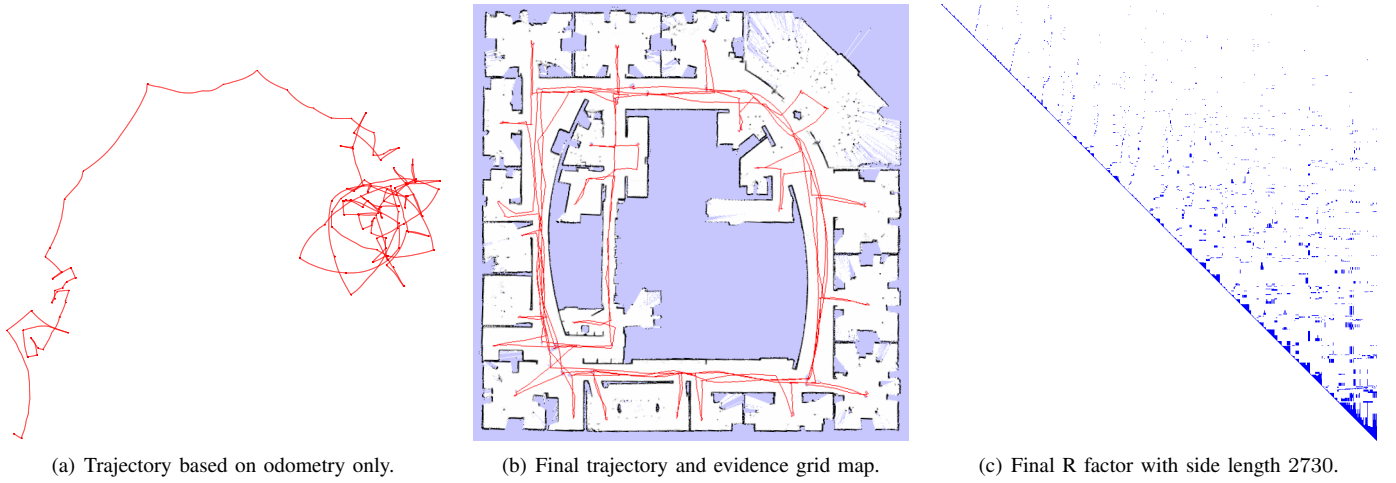 (a) Trajectory based on odometry only.
(b) Final trajectory and evidence grid map.
(c) Final R factor with side length 2730.